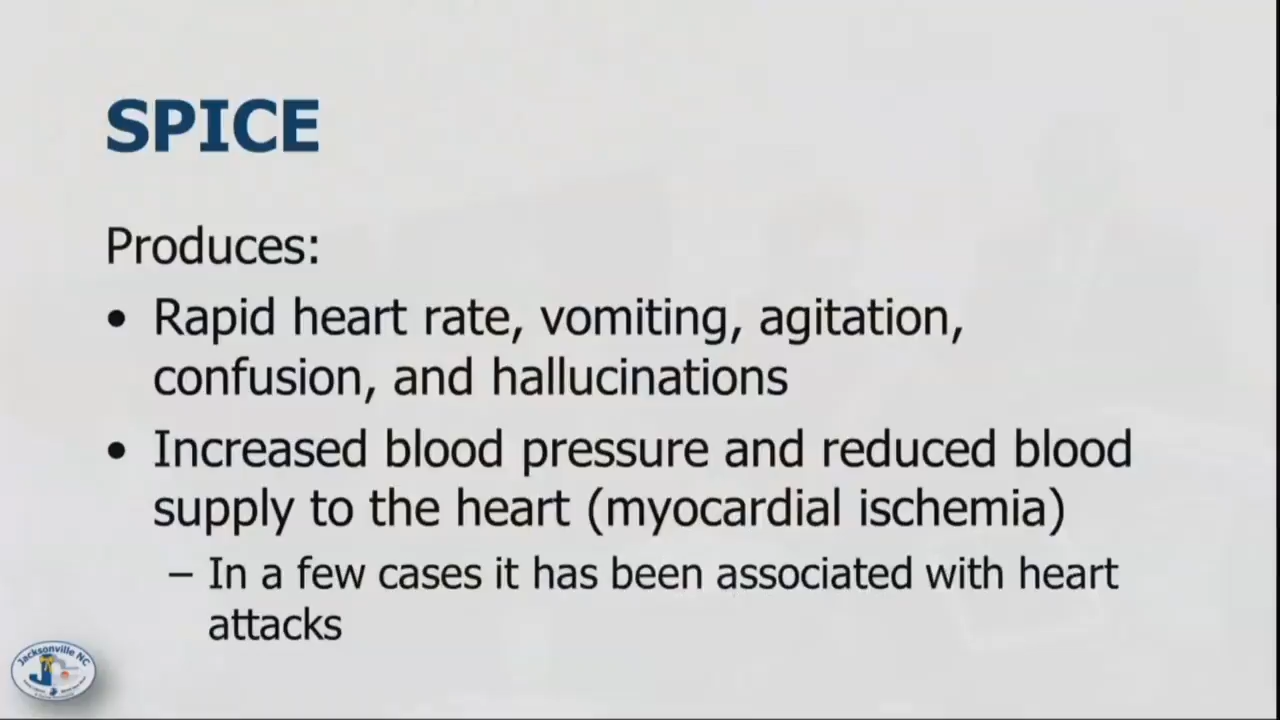 SPICE
Produces:
• Rapid heart rate, vomiting, agitation,
confusion, and hallucinations
• Increased blood pressure and reduced blood
supply to the heart (myocardial ischemia)
– In a few cases it has been associated with heart
attacks
Jacksonville NC